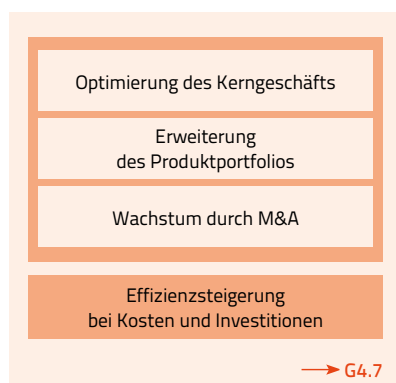 Optimierung des Kerngeschäfts
Erweiterung
des Produktportfolios
Wachstum durch M&A
Effizienzsteigerung
bei Kosten und Investitionen
G4.7